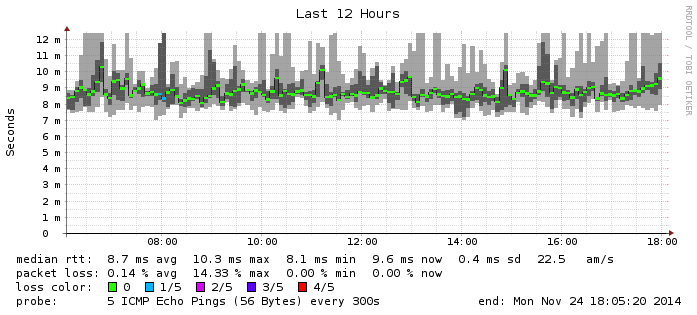 Last 12 Hours
RRDTOOL / TOBI OETIKER
Seconds
12 m
11 m
10 m
9 m
8 m
7 m
6 m
5 m
4 m
3 m
2 m
1 m
0
08:00 10:00 12:00 14:00 16:00 18:00
median rtt: 8.7 ms avg 10.3 ms max 8.1 ms min 9.6 ms now 0.4 ms sd 22.5 am/s
packet loss: 0.14 % avg 14.33 % max 0.00 % min 0.00 % now
loss color: 0 1/5 2/5 3/5 4/5
probe: 5 ICMP Echo Pings (56 Bytes) every 300s end: Mon Nov 24 18:05:20 2014